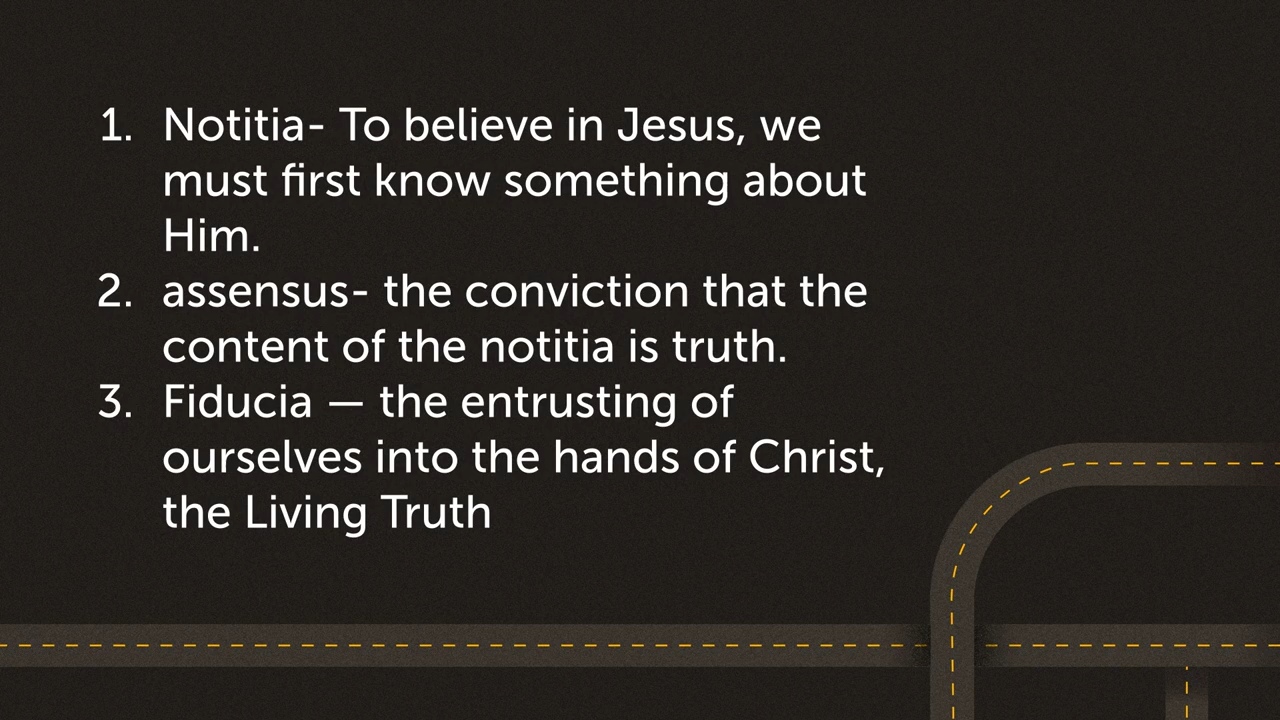 1. Notitia- To believe in Jesus, we
must first know something about
Him.
2. assensus- the conviction that the
content of the notitia is truth.
3. Fiducia — the entrusting of
ourselves into the hands of Christ,
the Living Truth